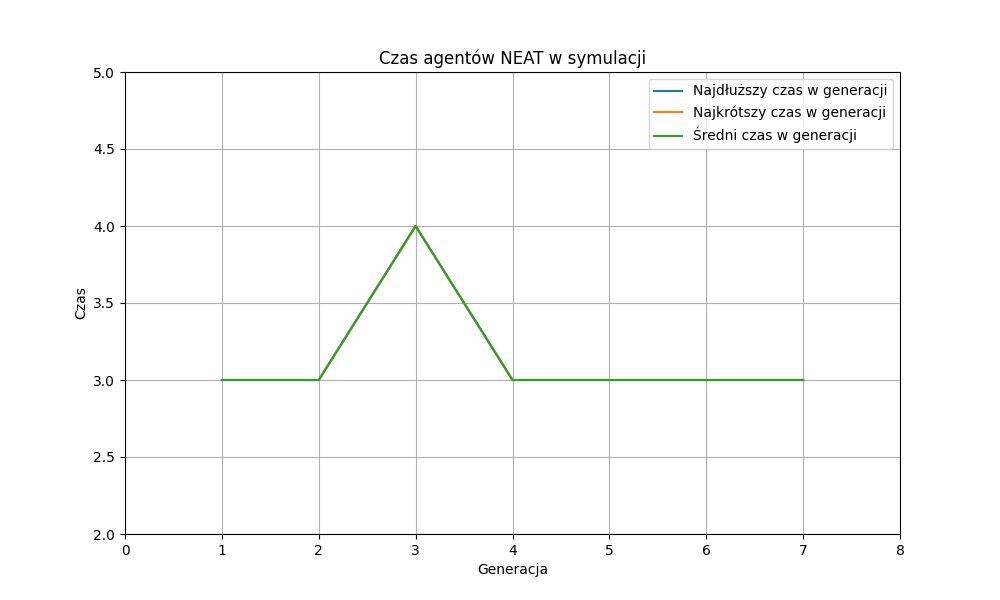 Czas agentów NEAT w symulacji
5.0
4.5
4.0
3.5
3.0
2.5
2.0
Czas
Najdłuższy czas w generacji
Najkrótszy czas w generacji
Średni czas w generacji
0 1 2 3 4 5 6 7 8
Generacja